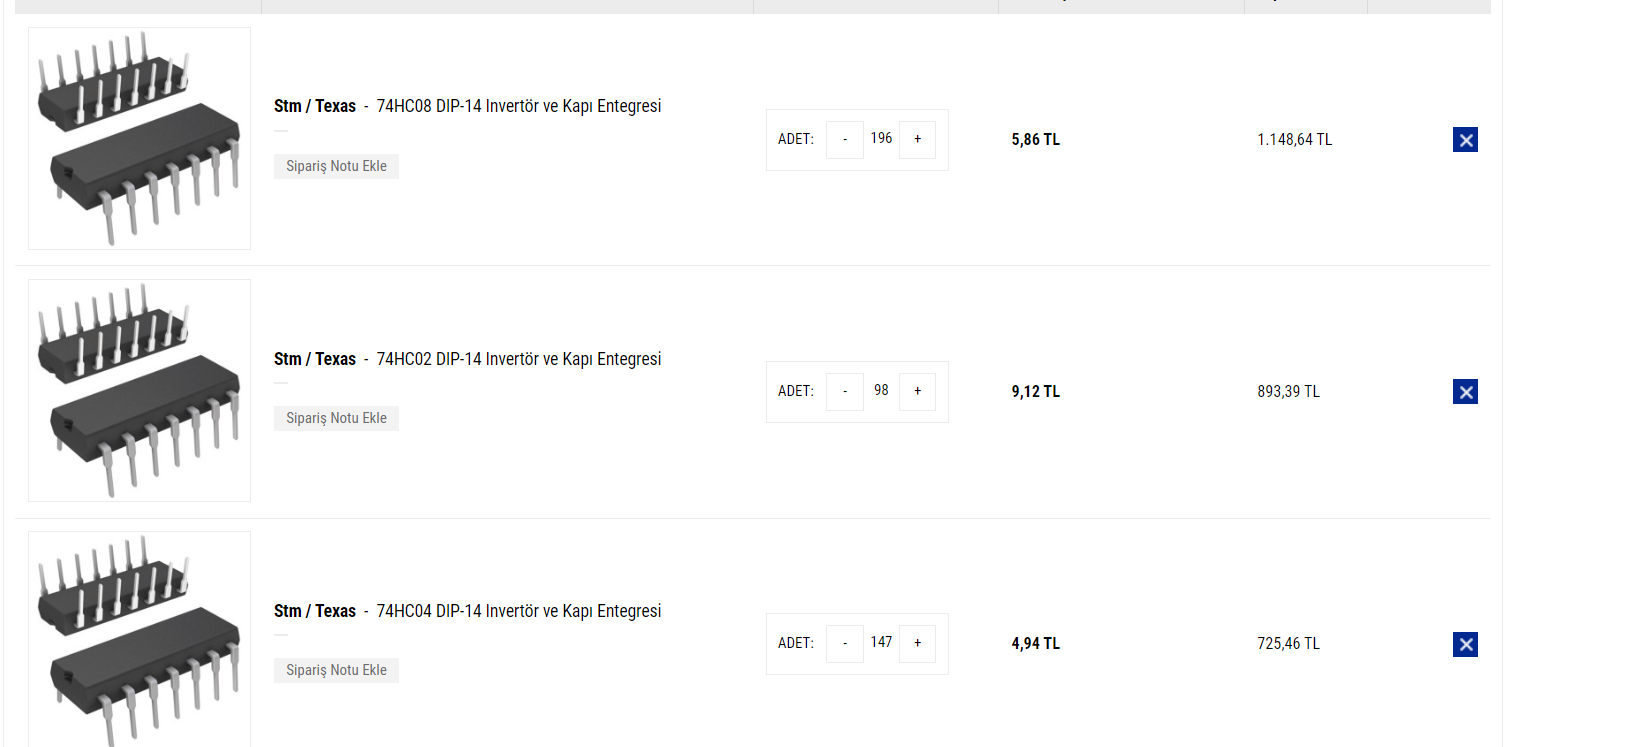 Stm / Texas - 74HC08 DIP-14 Invertör ve Kapı Entegresi
Sipariş Notu Ekle
ADET: - 196 +
5,86 TL
1.148,64 TL
Stm / Texas - 74HC02 DIP-14 Invertör ve Kapı Entegresi
Sipariş Notu Ekle
ADET: - 98 +
9,12 TL
893,39 TL
Stm / Texas - 74HC04 DIP-14 Invertör ve Kapı Entegresi
Sipariş Notu Ekle
ADET: - 147 +
4,94 TL
725,46 TL